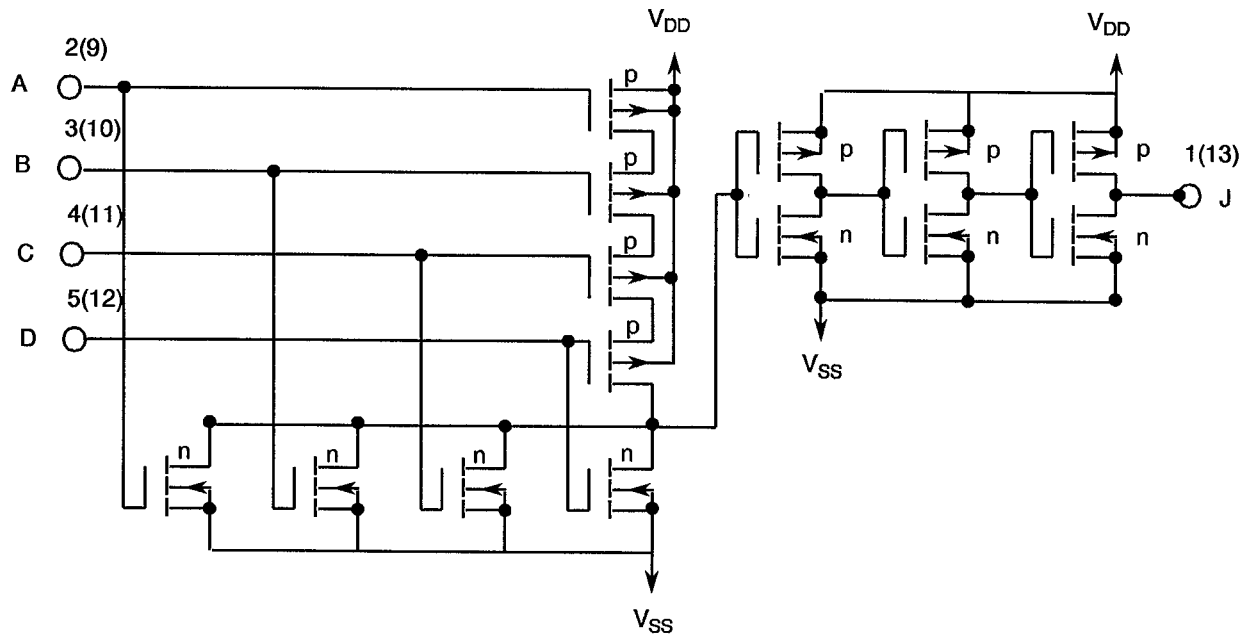 V_DD
V_DD
2(9)
A
p
3(10)
B
p
p
p
p
1(13)
J
4(11)
C
p
n
n
n
5(12)
D
p
V_SS
n
n
n
n
V_SS